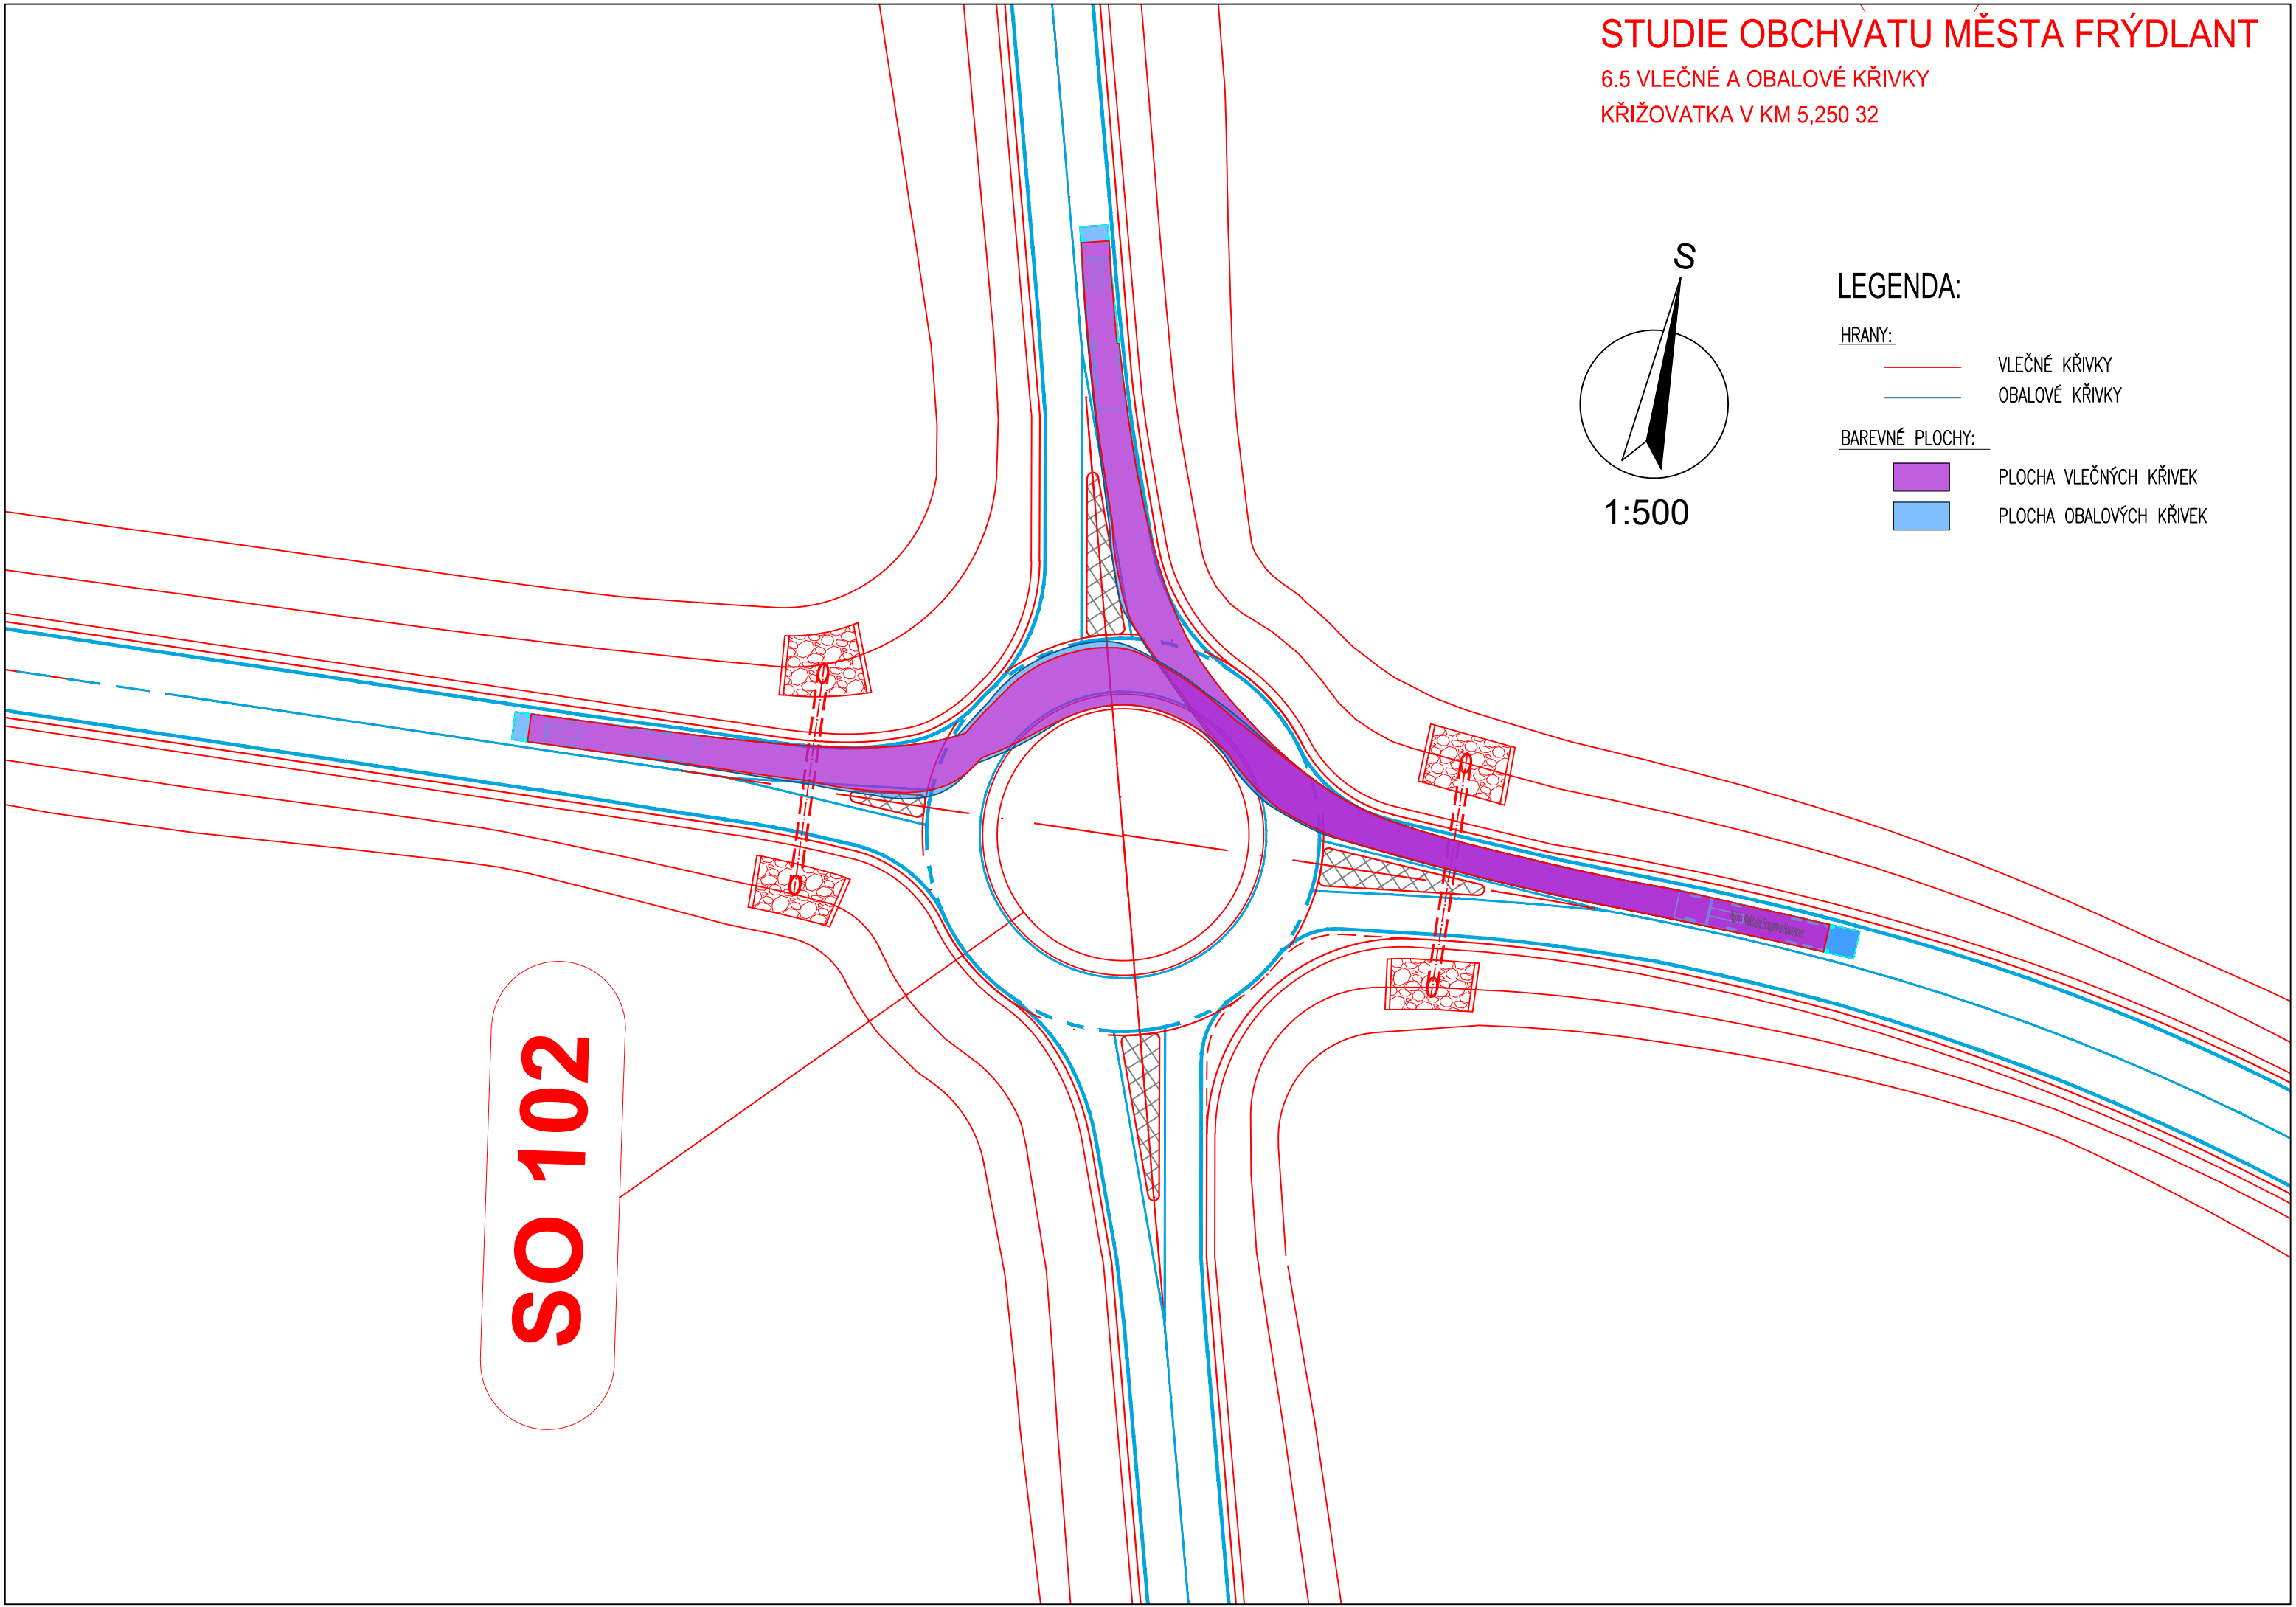 STUDIE OBCHVATU MĚSTA FRÝDLANT
6.5 VLEČNÉ A OBALOVÉ KŘIVKY
KŘIŽOVATKA V KM 5,250 32
S
1:500
LEGENDA:
HRANY:
VLEČNÉ KŘIVKY
OBALOVÉ KŘIVKY
BAREVNÉ PLOCHY:
PLOCHA VLEČNÝCH KŘIVEK
PLOCHA OBALOVÝCH KŘIVEK
SO 102